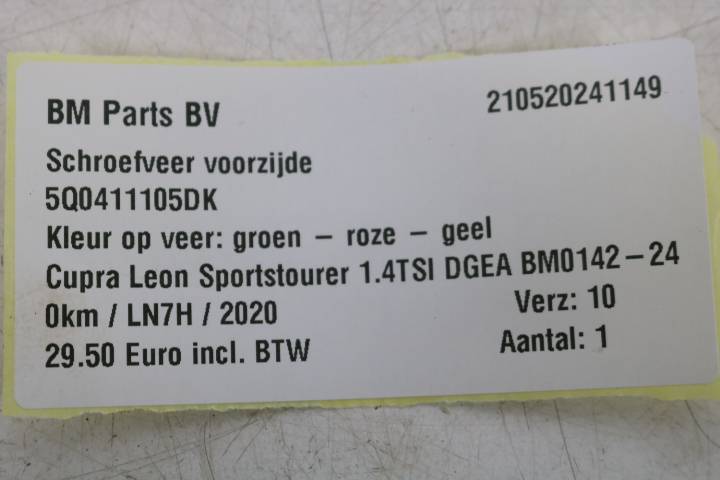 BM Parts BV 210520241149
Schroefveer voorzijde
5Q0411105DK
Kleur op veer: groen – roze – geel
Cupra Leon Sportstourer 1.4TSI DGEA BM0142–24
0km / LN7H / 2020 Verz: 10
29.50 Euro incl. BTW Aantal: 1